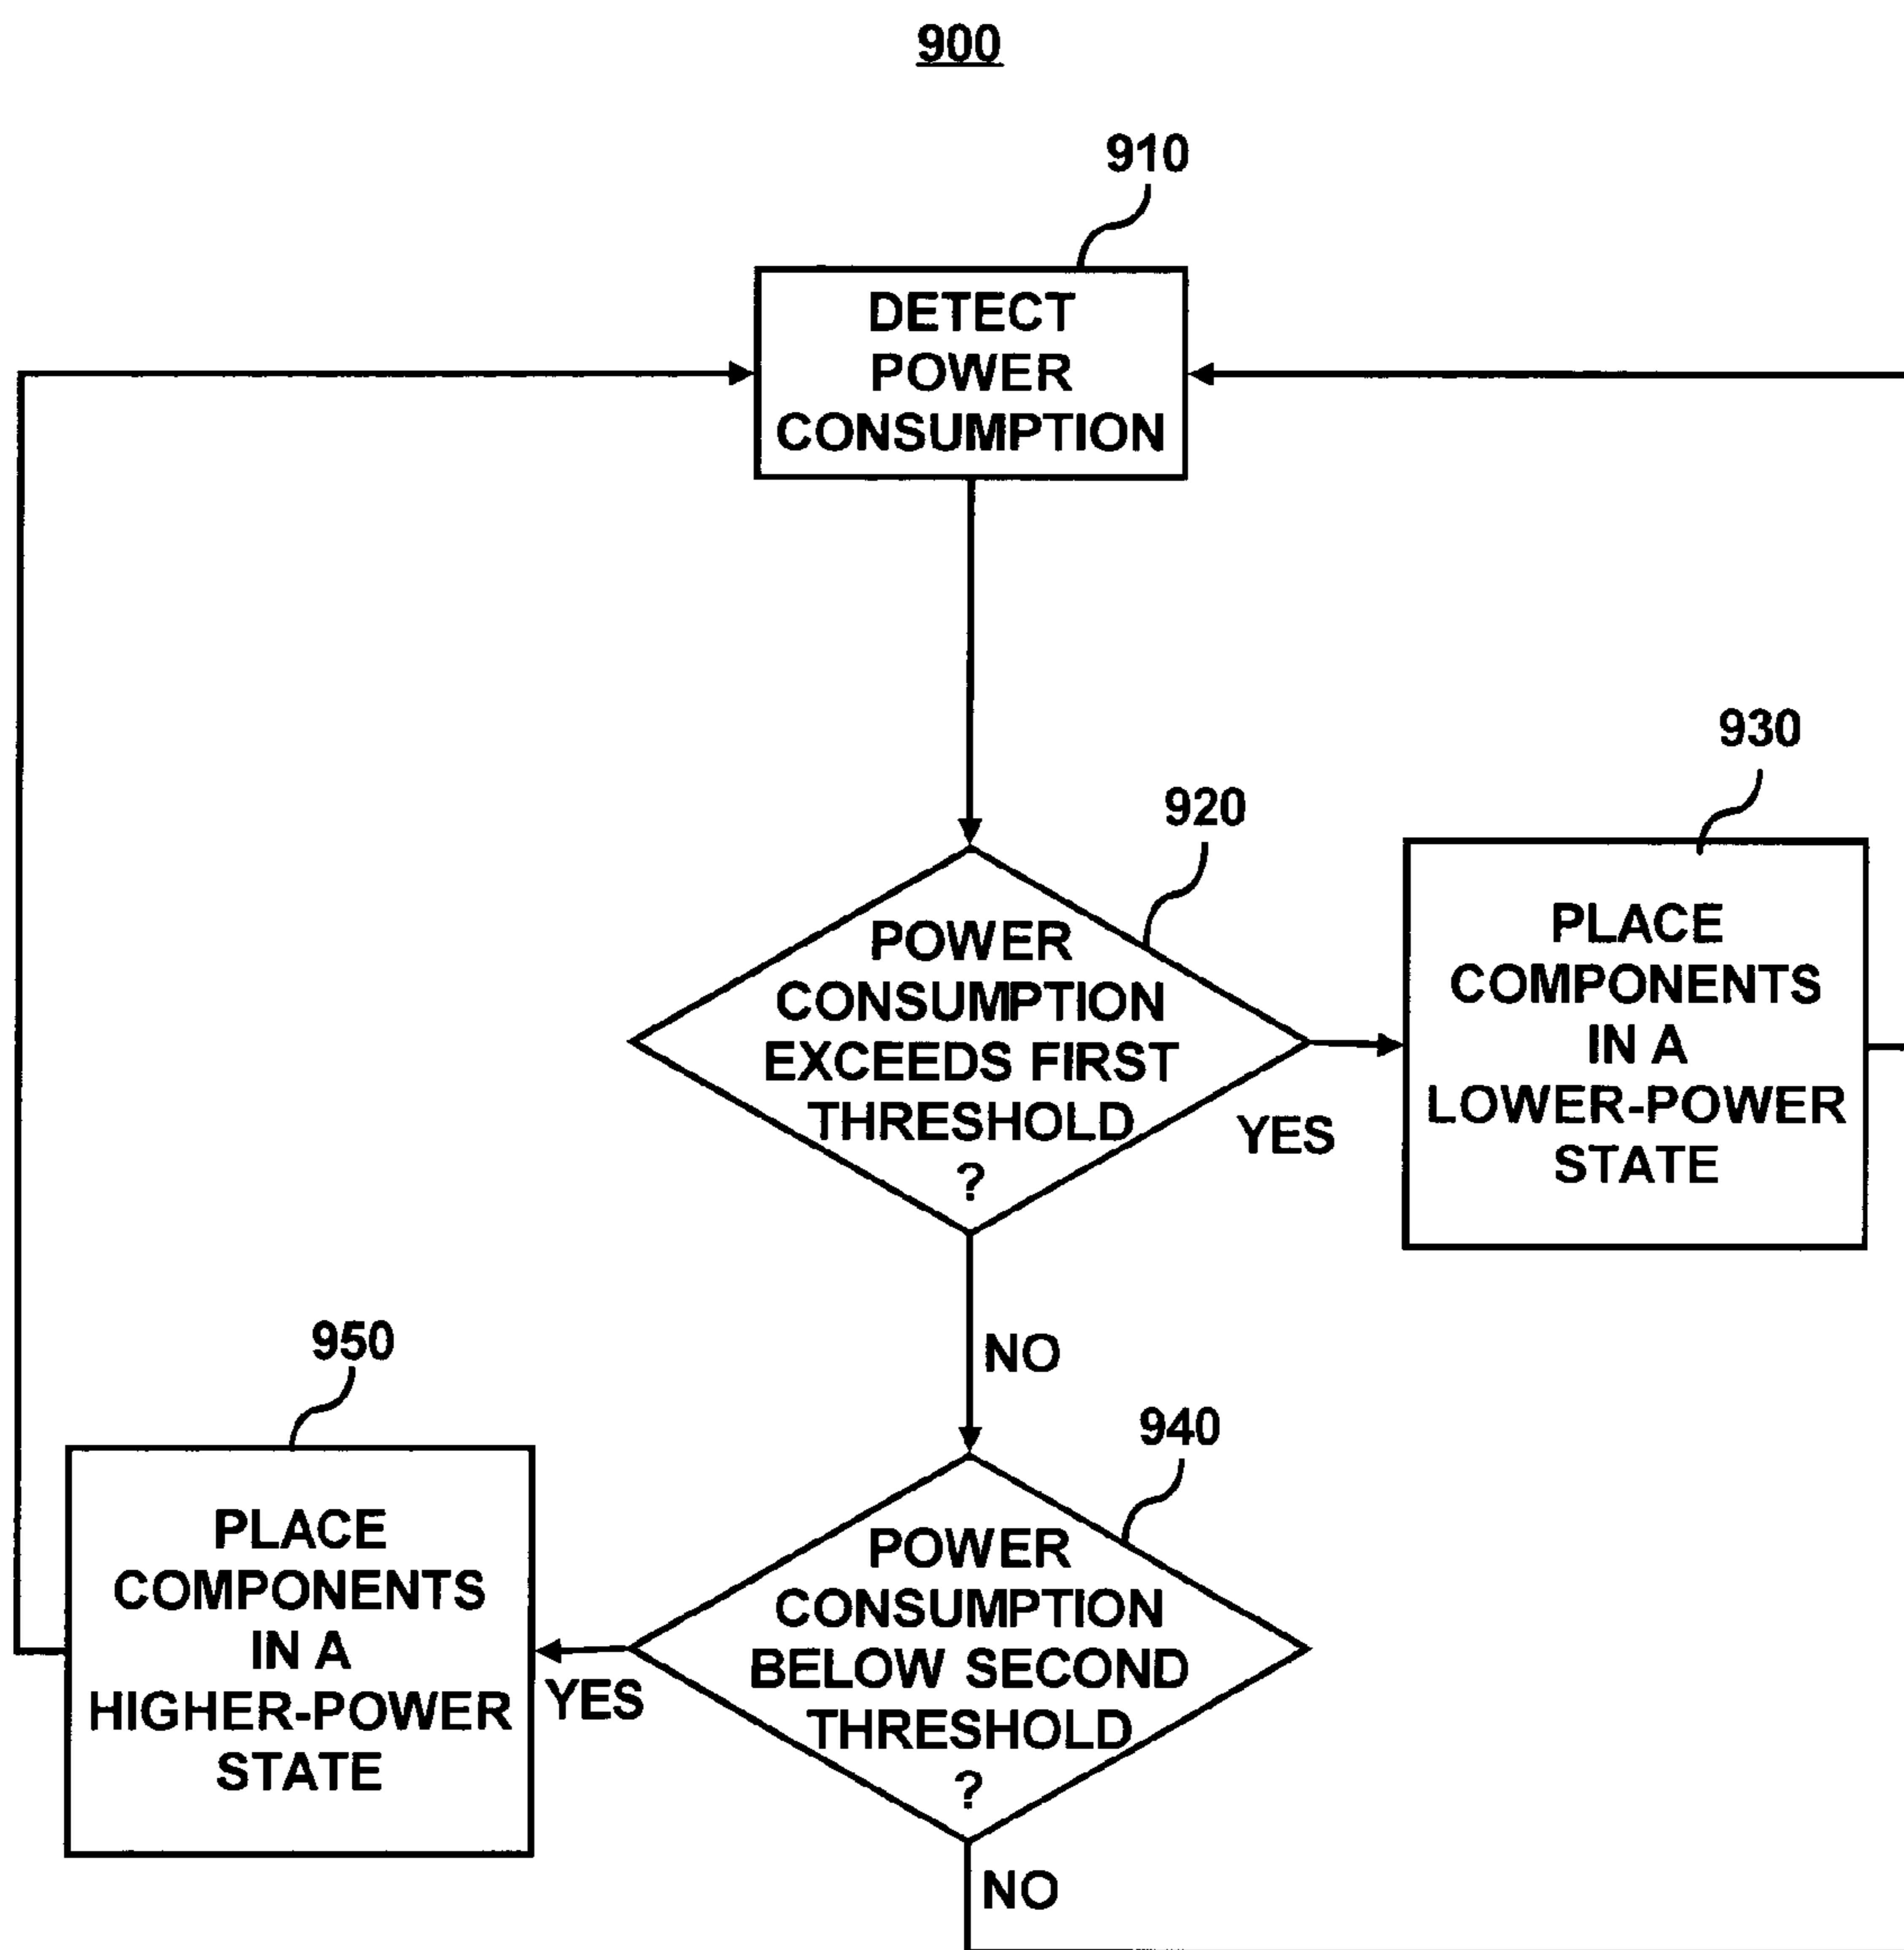 900
910
DETECT
POWER
CONSUMPTION
920
POWER
CONSUMPTION
EXCEEDS FIRST
THRESHOLD
?
YES
930
PLACE
COMPONENTS
IN A
LOWER-POWER
STATE
NO
940
POWER
CONSUMPTION
BELOW SECOND
THRESHOLD
?
YES
950
PLACE
COMPONENTS
IN A
HIGHER-POWER
STATE
NO